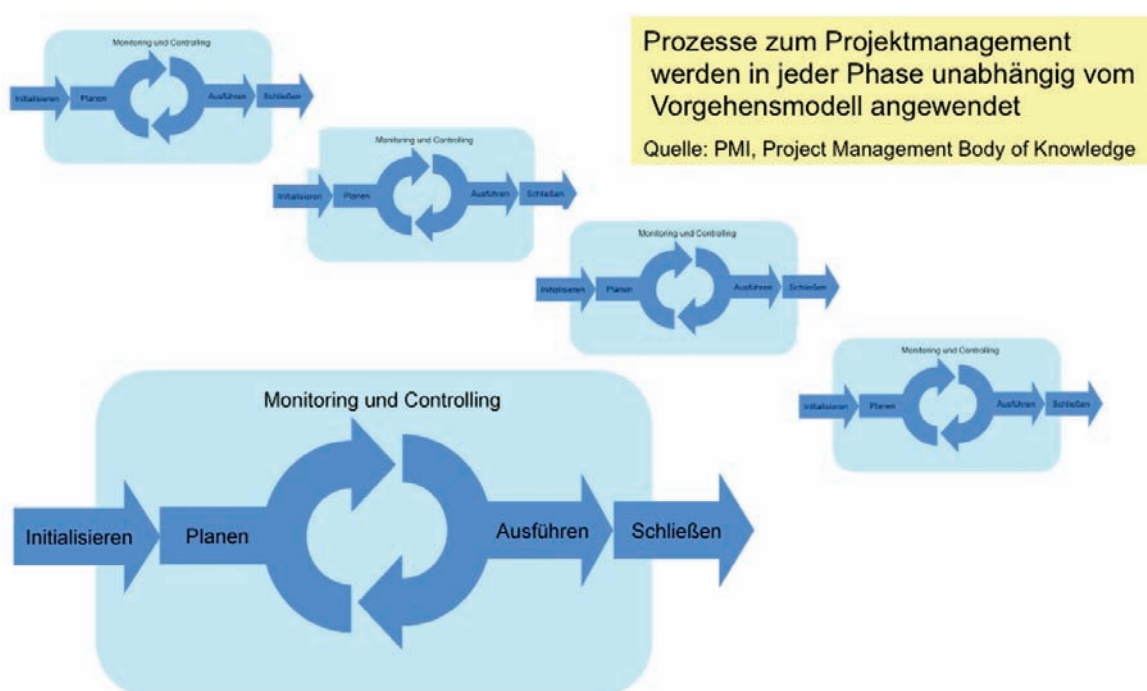 Monitoring und Controlling
Initialisieren Planen Ausführen Schließen
Prozesse zum Projektmanagement
werden in jeder Phase unabhängig vom
Vorgehensmodell angewendet
Quelle: PMI, Project Management Body of Knowledge
Monitoring und Controlling
Initialisieren Planen Ausführen Schließen
Monitoring und Controlling
Initialisieren Planen Ausführen Schließen
Monitoring und Controlling
Initialisieren Planen Ausführen Schließen
Monitoring und Controlling
Initialisieren Planen Ausführen Schließen